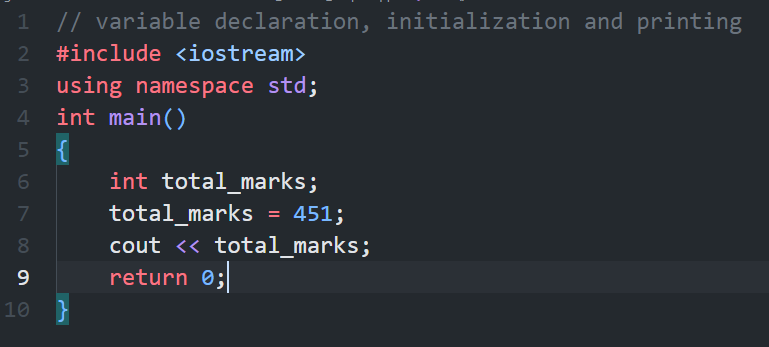 1 // variable declaration, initialization and printing
2 #include <iostream>
3 using namespace std;
4 int main()
5 {
6     int total_marks;
7     total_marks = 451;
8     cout << total_marks;
9     return 0;
10 }